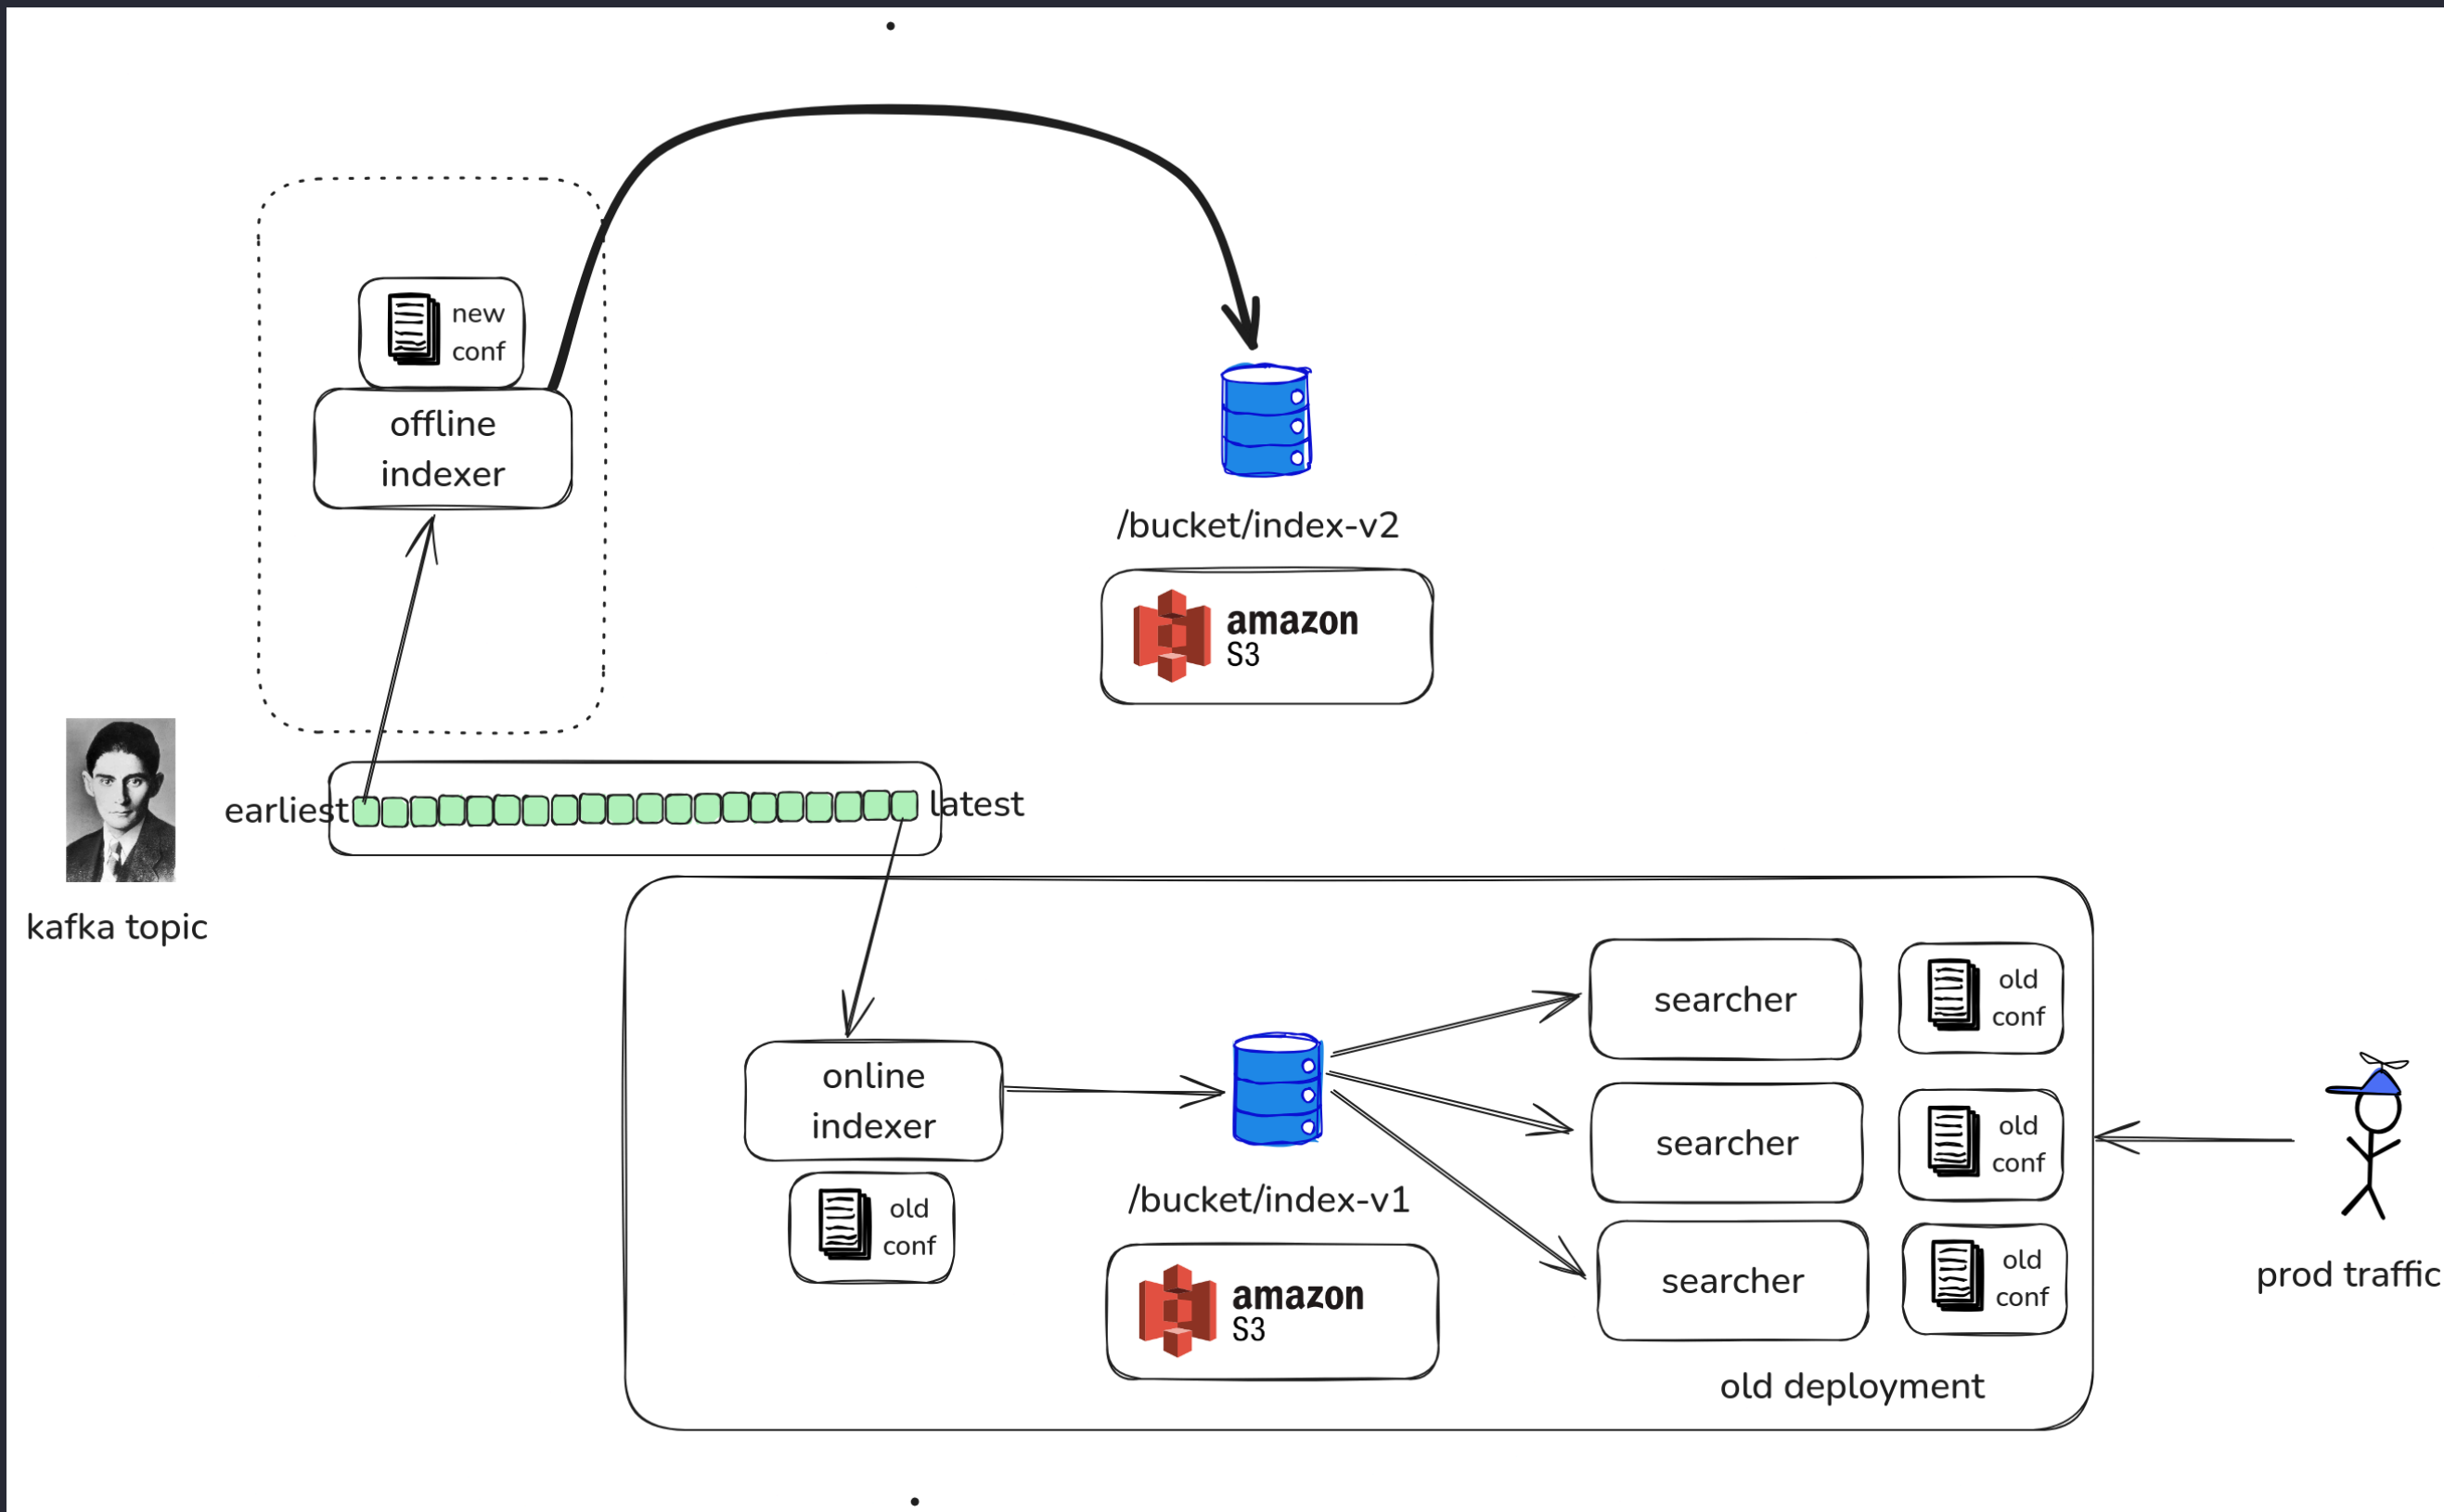 new
conf
offline
indexer
/bucket/index-v2
amazon
S3
earliest
latest
kafka topic
online
indexer
old
conf
/bucket/index-v1
amazon
S3
searcher
old
conf
searcher
old
conf
searcher
old
conf
old deployment
prod traffic